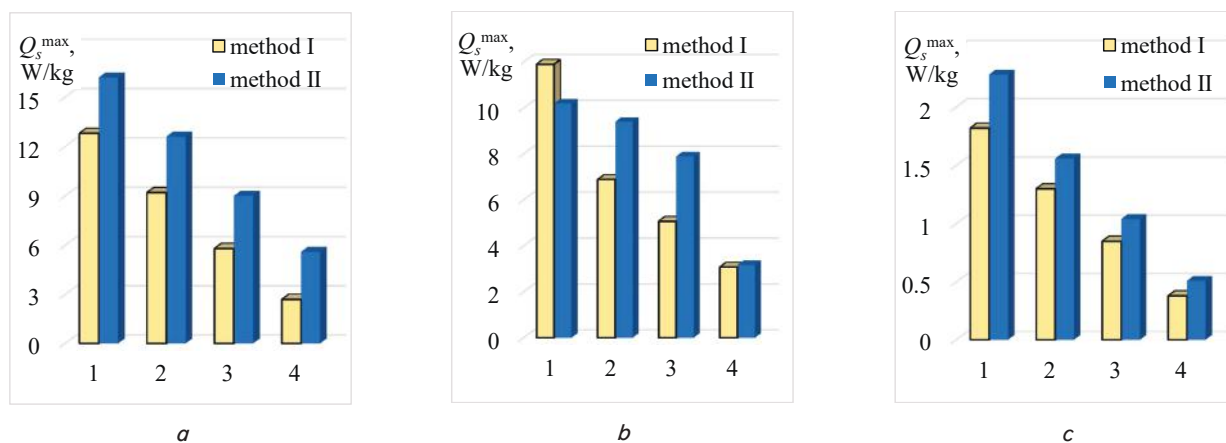 Qₛᵐᵃˣ,
W/kg
method I
method II
15
12
9
6
3
0
1 2 3 4
a
Qₛᵐᵃˣ,
W/kg
method I
method II
10
8
6
4
2
0
1 2 3 4
b
Qₛᵐᵃˣ,
W/kg
method I
method II
2
1.5
1
0.5
0
1 2 3 4
c